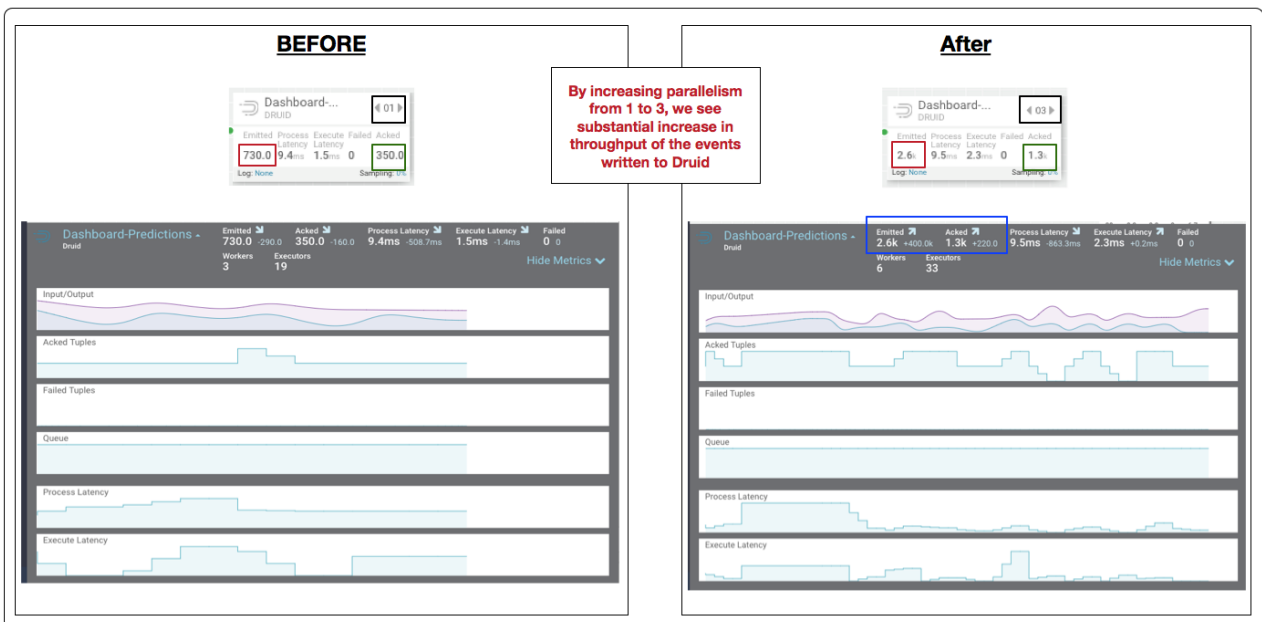 BEFORE
Dashboard-...
DRUID
01
Emitted Process Latency Execute Latency Failed Acked
730.0 9.4ms 1.5ms 0 350.0
Log: None Sampling: 0%
By increasing parallelism
from 1 to 3, we see
substantial increase in
throughput of the events
written to Druid
After
Dashboard-...
DRUID
03
Emitted Process Latency Execute Latency Failed Acked
2.6k 9.5ms 2.3ms 0 1.3k
Log: None Sampling: 0%
Dashboard-Predictions
Druid
Emitted Acked Process Latency Execute Latency Failed
730.0 -290.0 350.0 -160.0 9.4ms -508.7ms 1.5ms -1.4ms 0 0
Workers Executors
3 19
Hide Metrics
Input/Output
Acked Tuples
Failed Tuples
Queue
Process Latency
Execute Latency
Dashboard-Predictions
Druid
Emitted Acked Process Latency Execute Latency Failed
2.6k +400.0k 1.3k +220.0 9.5ms -863.3ms 2.3ms +0.2ms 0 0
Workers Executors
6 33
Hide Metrics
Input/Output
Acked Tuples
Failed Tuples
Queue
Process Latency
Execute Latency